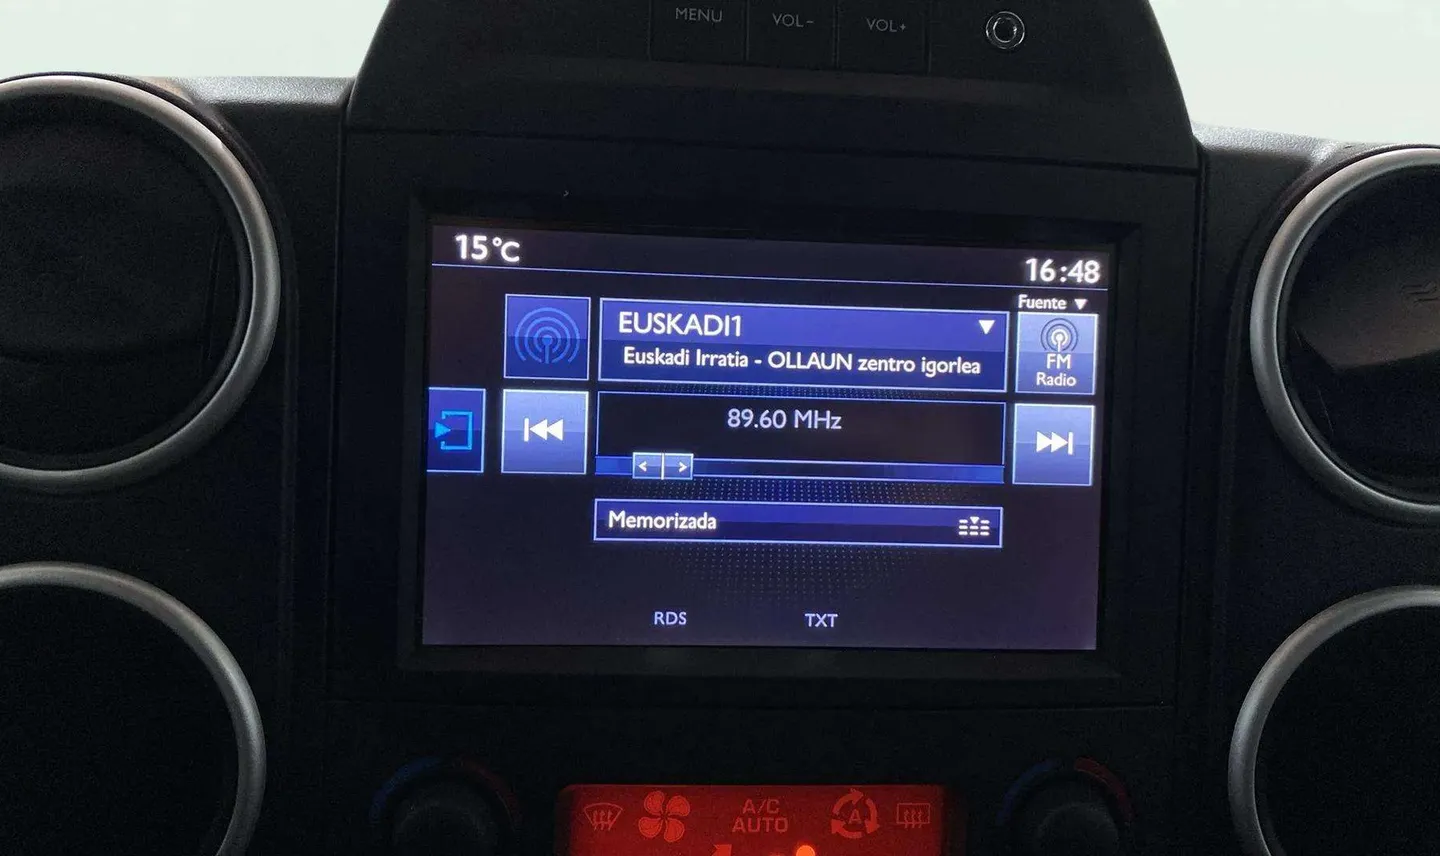 MENU
VOL-
VOL+
15°C
16:48
Fuente
EUSKADI1
Euskadi Irratia - OLLAUN zentro igorlea
FM
Radio
89.60 MHz
Memorizada
RDS
TXT
A/C
AUTO
A